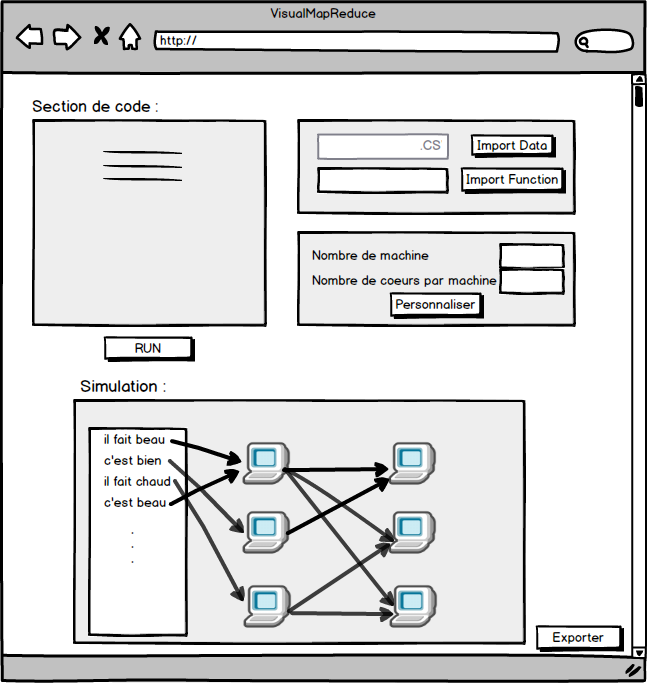 VisualMapReduce
http://
Section de code :
.CS
Import Data
Import Function
Nombre de machine
Nombre de coeurs par machine
Personnaliser
RUN
Simulation :
il fait beau
c'est bien
il fait chaud
c'est beau
.
.
.
Exporter